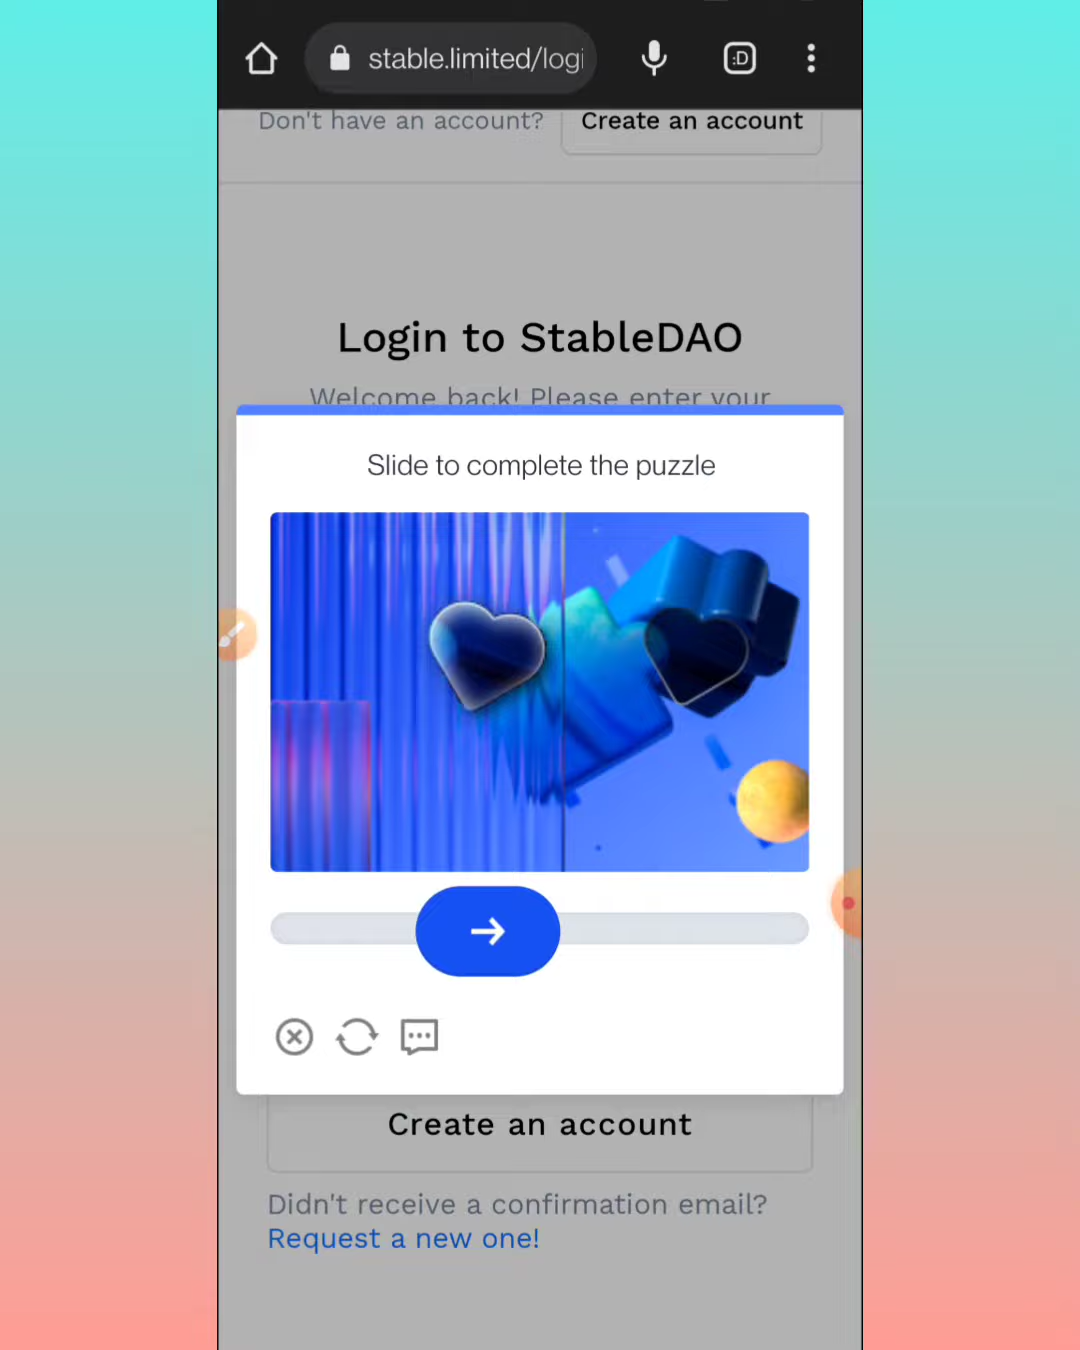 stable.limited/logi
:D
Don't have an account?
Create an account
Login to StableDAO
Welcome back! Please enter your
Slide to complete the puzzle
Create an account
Didn't receive a confirmation email?
Request a new one!